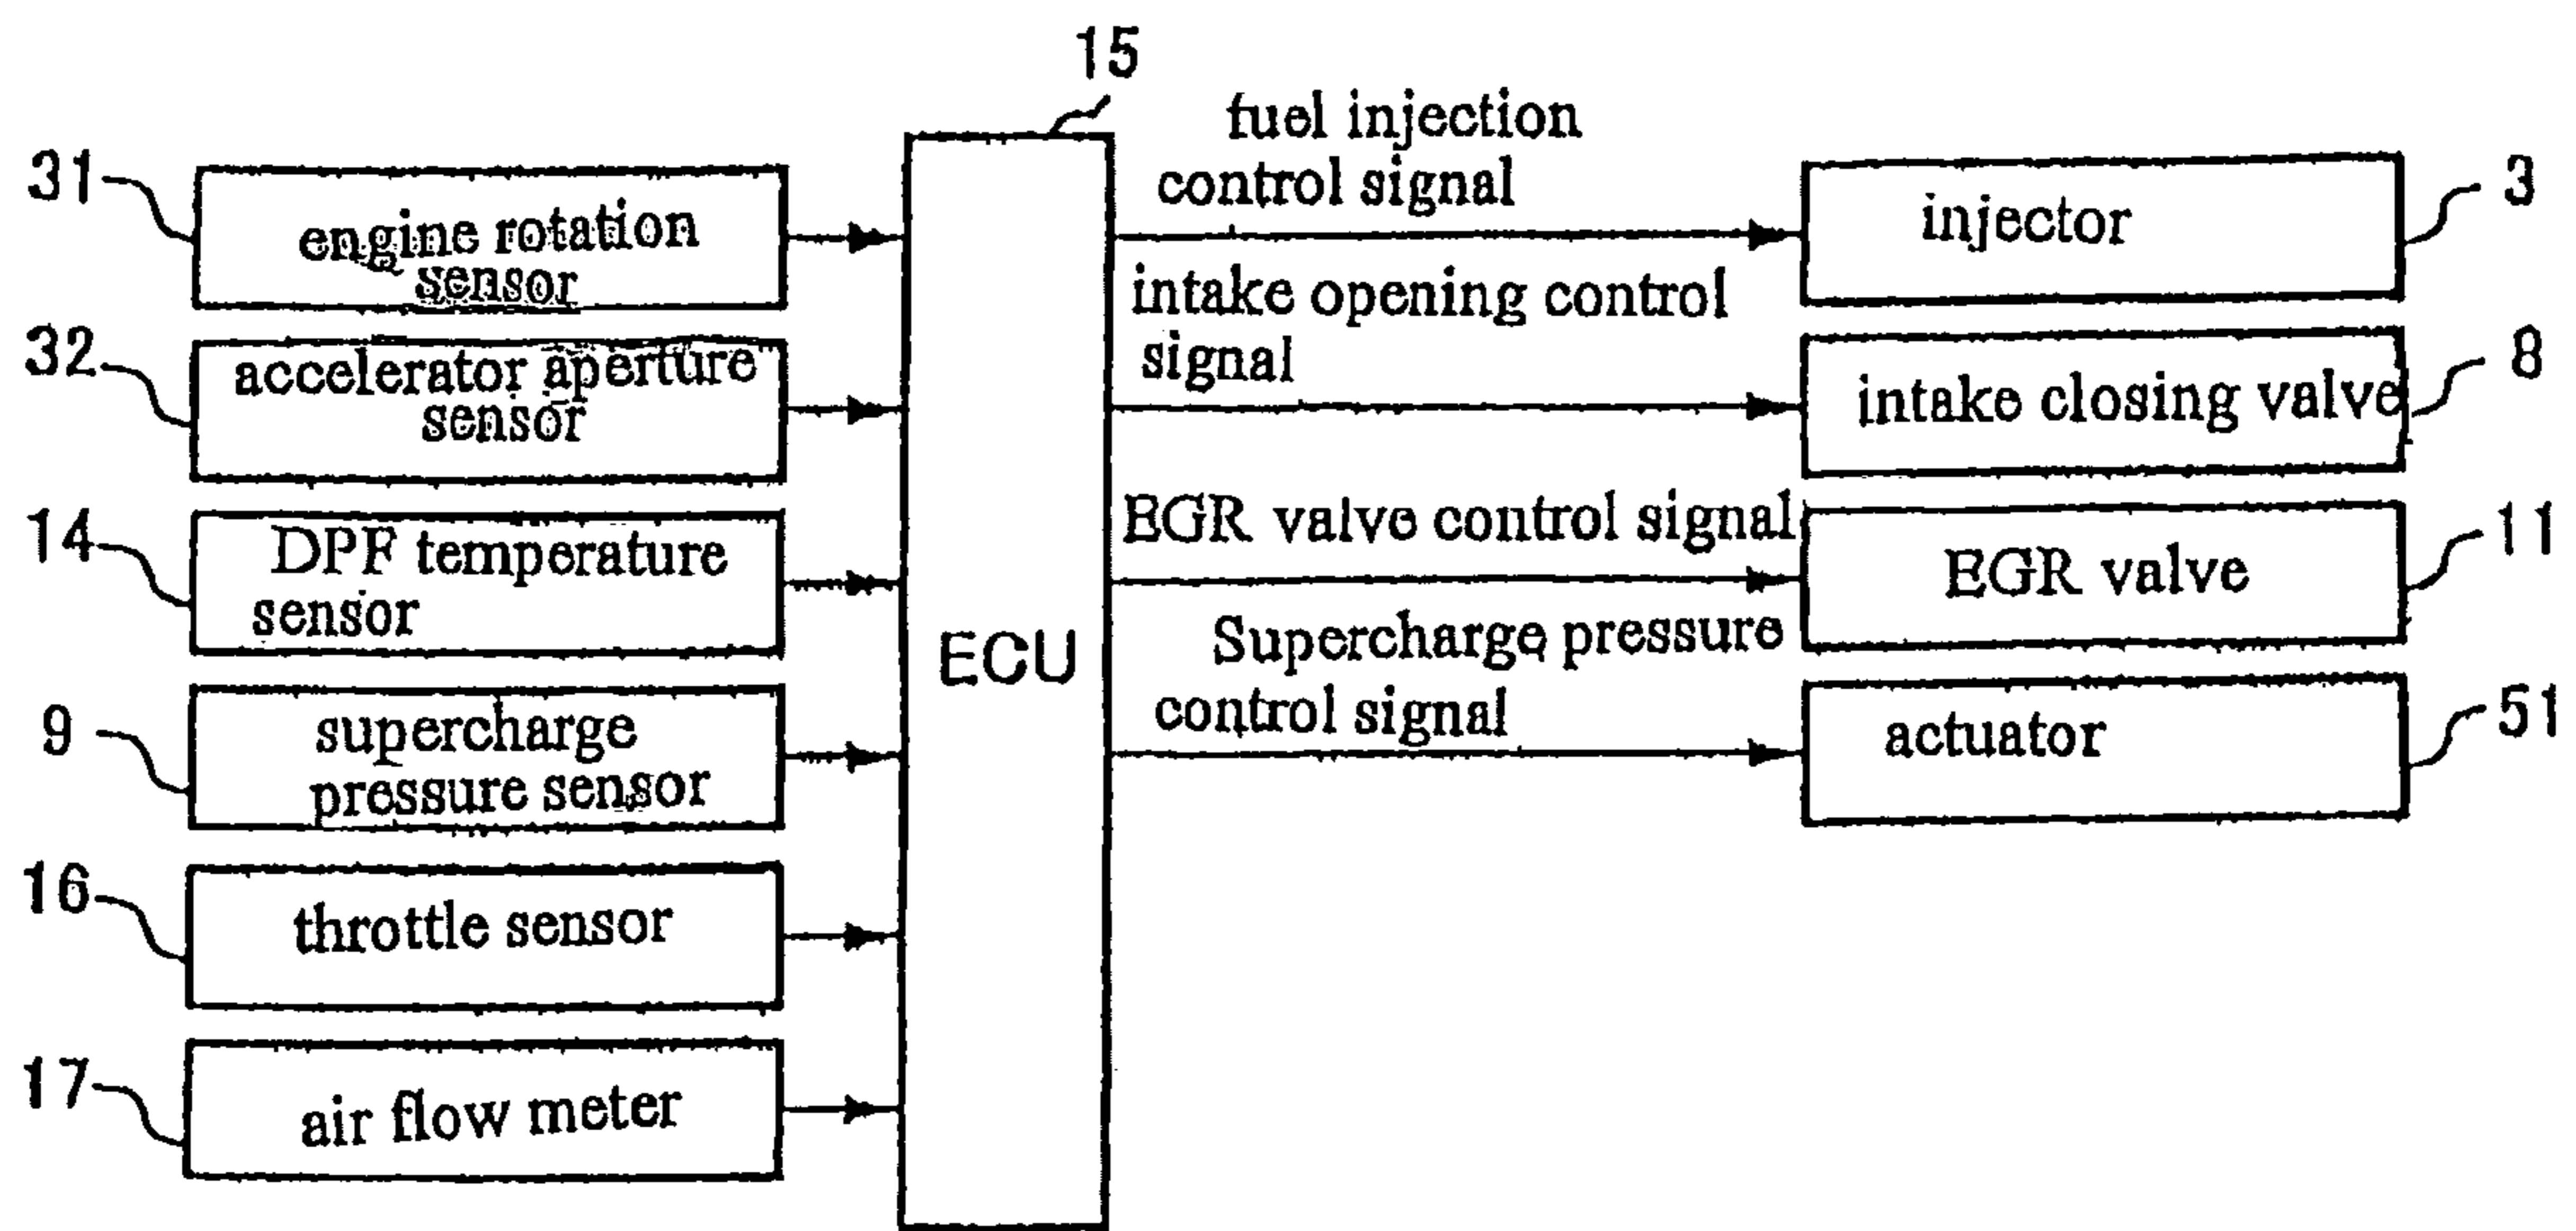 15
31
engine rotation
sensor
32
accelerator aperture
sensor
14
DPF temperature
sensor
9
supercharge
pressure sensor
16
throttle sensor
17
air flow meter
ECU
fuel injection
control signal
injector
3
intake opening control
signal
intake closing valve
8
EGR valve control signal
EGR valve
11
Supercharge pressure
control signal
actuator
51